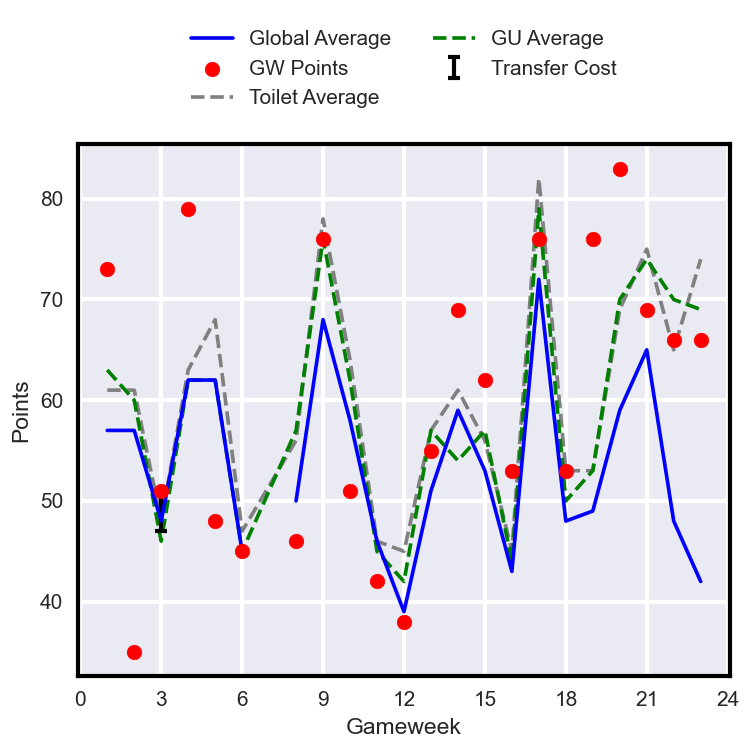 Global Average
GW Points
Toilet Average
GU Average
Transfer Cost
80
70
60
50
40
Points
0 3 6 9 12 15 18 21 24
Gameweek